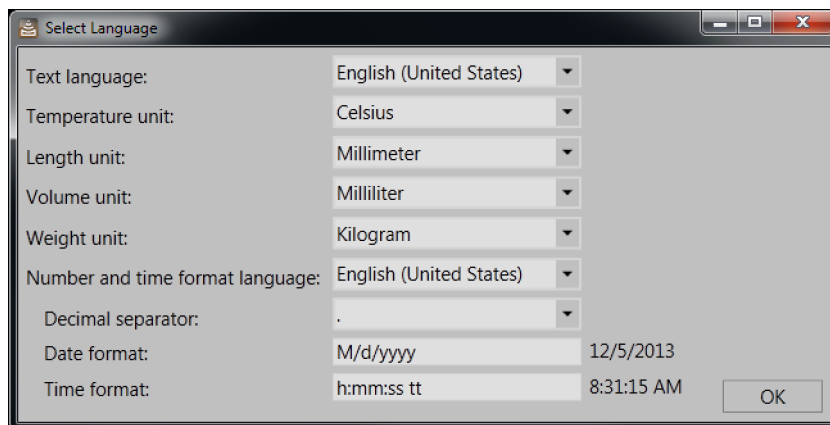 Select Language
Text language: English (United States)
Temperature unit: Celsius
Length unit: Millimeter
Volume unit: Milliliter
Weight unit: Kilogram
Number and time format language: English (United States)
Decimal separator: .
Date format: M/d/yyyy 12/5/2013
Time format: h:mm:ss tt 8:31:15 AM
OK